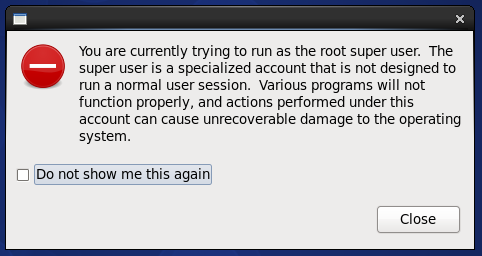 You are currently trying to run as the root super user.  The
super user is a specialized account that is not designed to
run a normal user session.  Various programs will not
function properly, and actions performed under this
account can cause unrecoverable damage to the operating
system.
Do not show me this again
Close